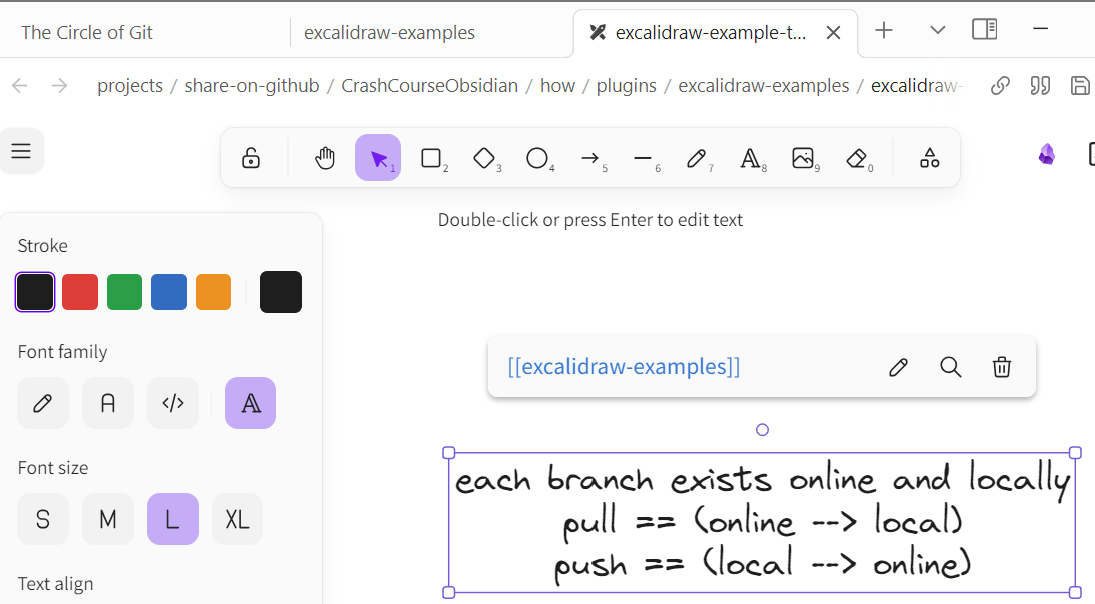 The Circle of Git
excalidraw-examples
excalidraw-example-t...
projects / share-on-github / CrashCourseObsidian / how / plugins / excalidraw-examples / excalidraw-
1
2
3
4
5
6
7
8
9
0
Double-click or press Enter to edit text
Stroke
Font family
A
</>
A
Font size
S M L XL
Text align
[[excalidraw-examples]]
each branch exists online and locally
pull == (online --> local)
push == (local --> online)